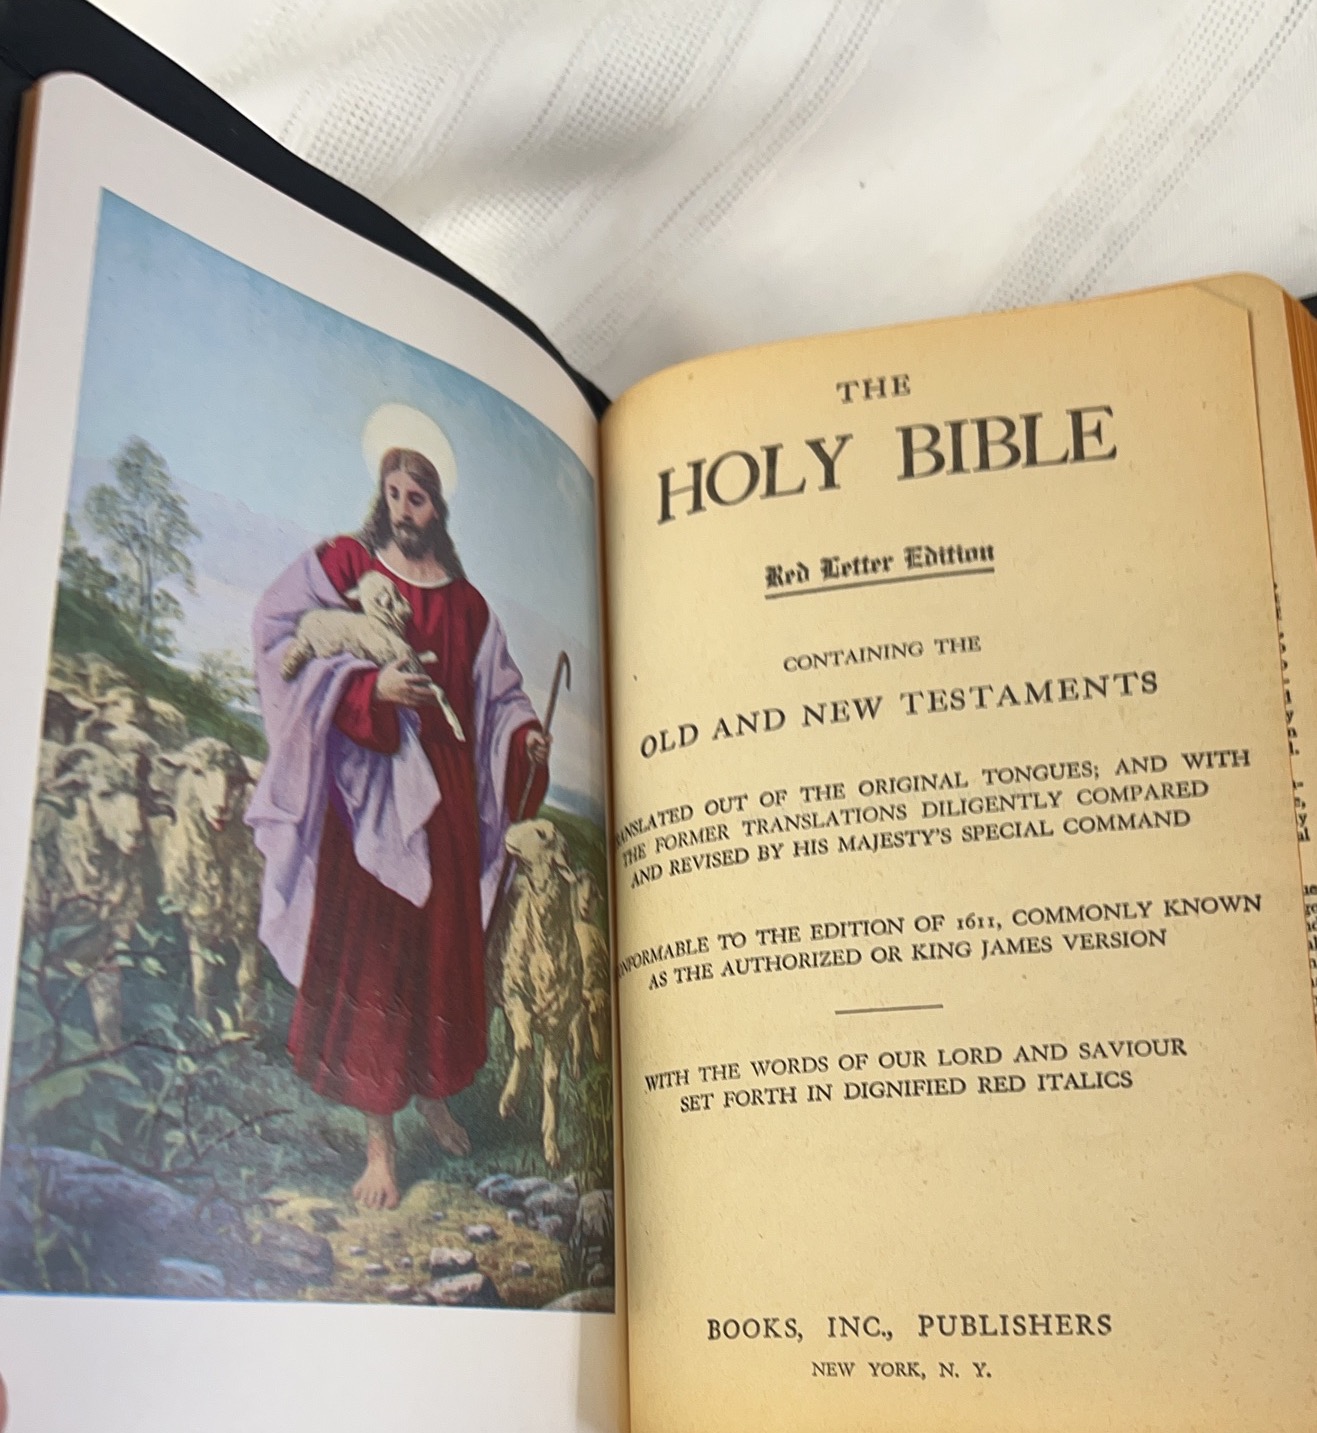 THE
HOLY BIBLE
Red Letter Edition
CONTAINING THE
OLD AND NEW TESTAMENTS
ANSLATED OUT OF THE ORIGINAL TONGUES; AND WITH
THE FORMER TRANSLATIONS DILIGENTLY COMPARED
AND REVISED BY HIS MAJESTY'S SPECIAL COMMAND
NFORMABLE TO THE EDITION OF 1611, COMMONLY KNOWN
AS THE AUTHORIZED OR KING JAMES VERSION
WITH THE WORDS OF OUR LORD AND SAVIOUR
SET FORTH IN DIGNIFIED RED ITALICS
BOOKS, INC., PUBLISHERS
NEW YORK, N. Y.